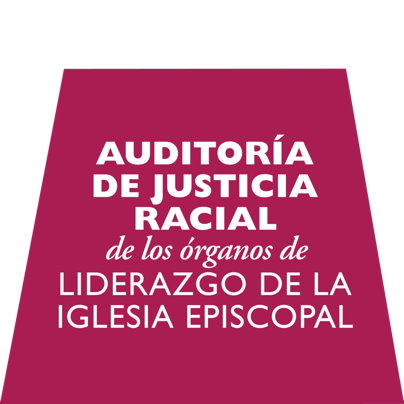 AUDITORÍA
DE JUSTICIA
RACIAL
de los órganos de
LIDERAZGO DE LA
IGLESIA EPISCOPAL